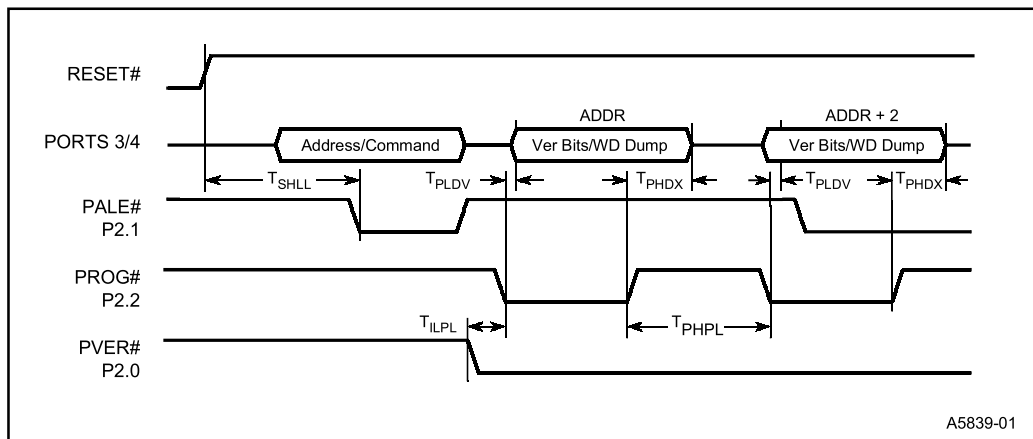 RESET#
ADDR
ADDR + 2
PORTS 3/4
Address/Command
Ver Bits/WD Dump
Ver Bits/WD Dump
TSHLL
TPLDV
TPHDX
TPLDV
TPHDX
PALE#
P2.1
PROG#
P2.2
TILPL
TPHPL
PVER#
P2.0
A5839-01